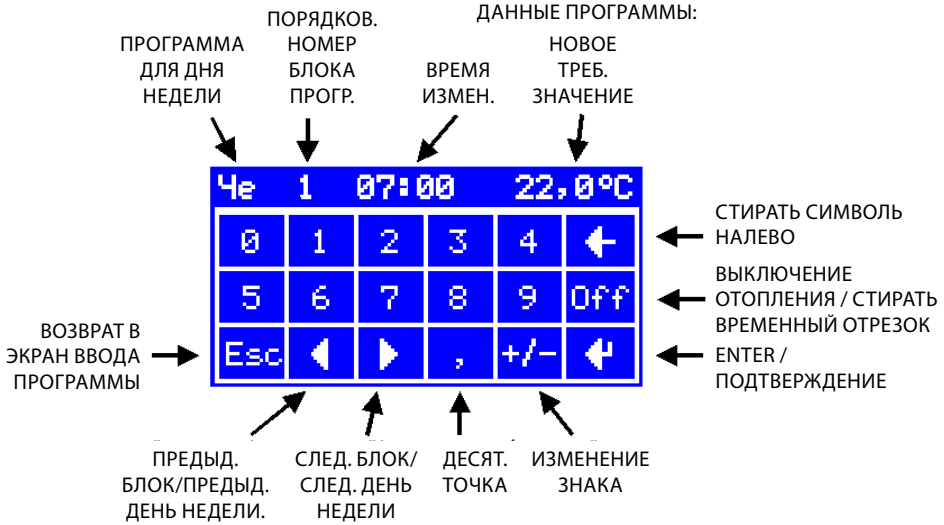 ПРОГРАММА
ДЛЯ ДНЯ
НЕДЕЛИ
ПОРЯДКОВ.
НОМЕР
БЛОКА
ПРОГР.
ВРЕМЯ
ИЗМЕН.
ДАННЫЕ ПРОГРАММЫ:
НОВОЕ
ТРЕБ.
ЗНАЧЕНИЕ
Че 1 07:00 22,0°C
0 1 2 3 4
5 6 7 8 9 Off
Esc , +/-
СТИРАТЬ СИМВОЛЬ
НАЛЕВО
ВЫКЛЮЧЕНИЕ
ОТОПЛЕНИЯ / СТИРАТЬ
ВРЕМЕННЫЙ ОТРЕЗОК
ENTER /
ПОДТВЕРЖДЕНИЕ
ВОЗВРАТ В
ЭКРАН ВВОДА
ПРОГРАММЫ
ПРЕДЫД.
БЛОК/ПРЕДЫД.
ДЕНЬ НЕДЕЛИ.
СЛЕД. БЛОК/
СЛЕД. ДЕНЬ
НЕДЕЛИ
ДЕСЯТ.
ТОЧКА
ИЗМЕНЕНИЕ
ЗНАКА